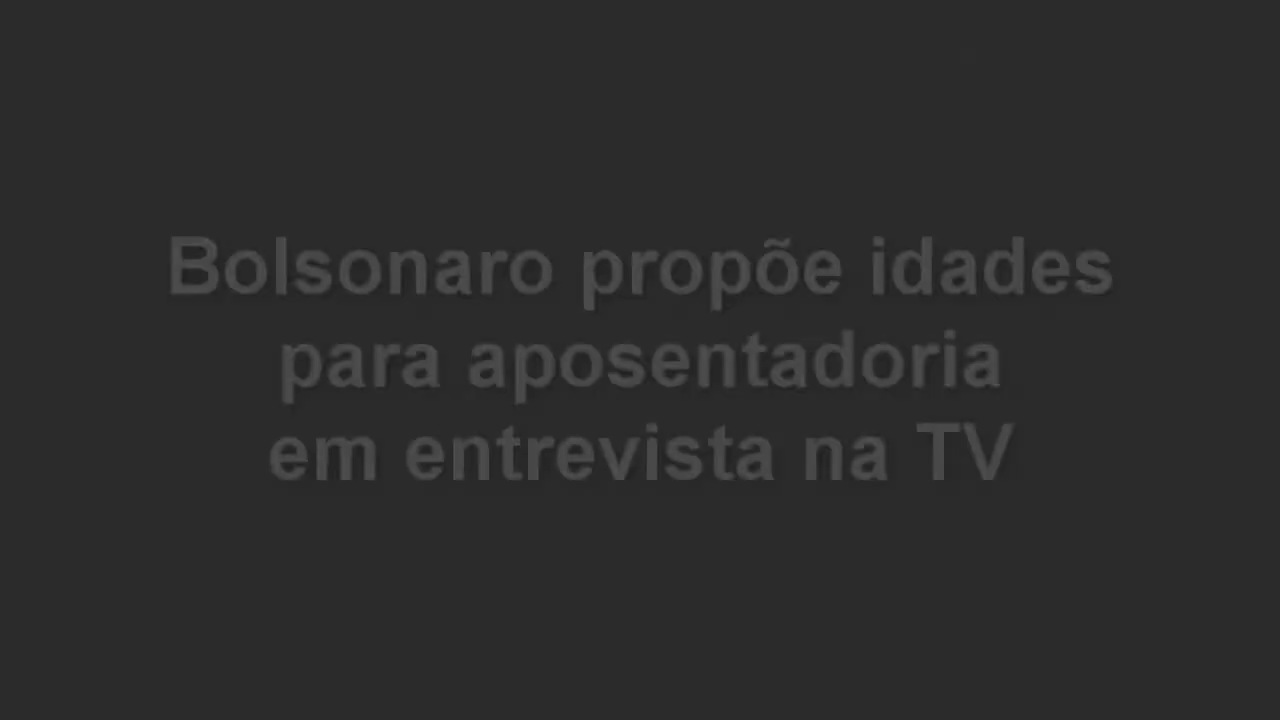 Bolsonaro propõe idades
para aposentadoria
em entrevista na TV